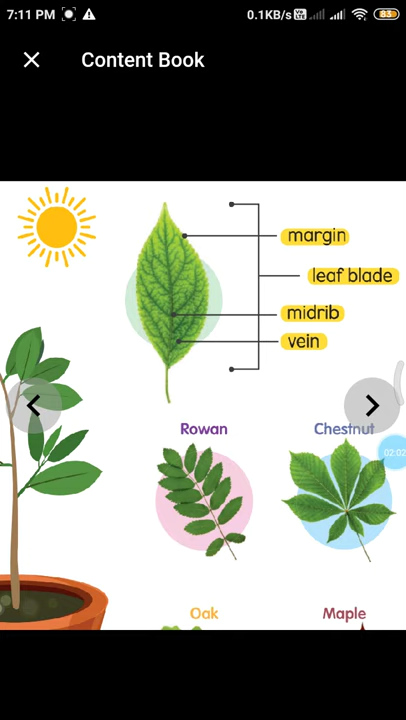 7:11 PM
0.1KB/s
83
Content Book
margin
leaf blade
midrib
vein
Rowan
Chestnut
02:02
Oak
Maple